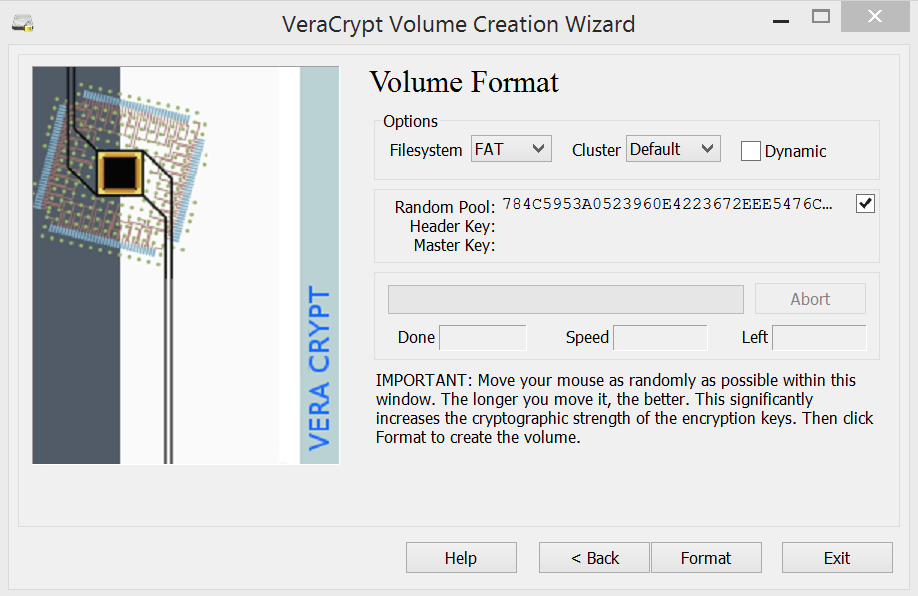 VeraCrypt Volume Creation Wizard
VERA CRYPT
Volume Format
Options
Filesystem FAT Cluster Default Dynamic
Random Pool: 784C5953A0523960E4223672EEE5476C...
Header Key:
Master Key:
Abort
Done Speed Left
IMPORTANT: Move your mouse as randomly as possible within this
window. The longer you move it, the better. This significantly
increases the cryptographic strength of the encryption keys. Then click
Format to create the volume.
Help < Back Format Exit